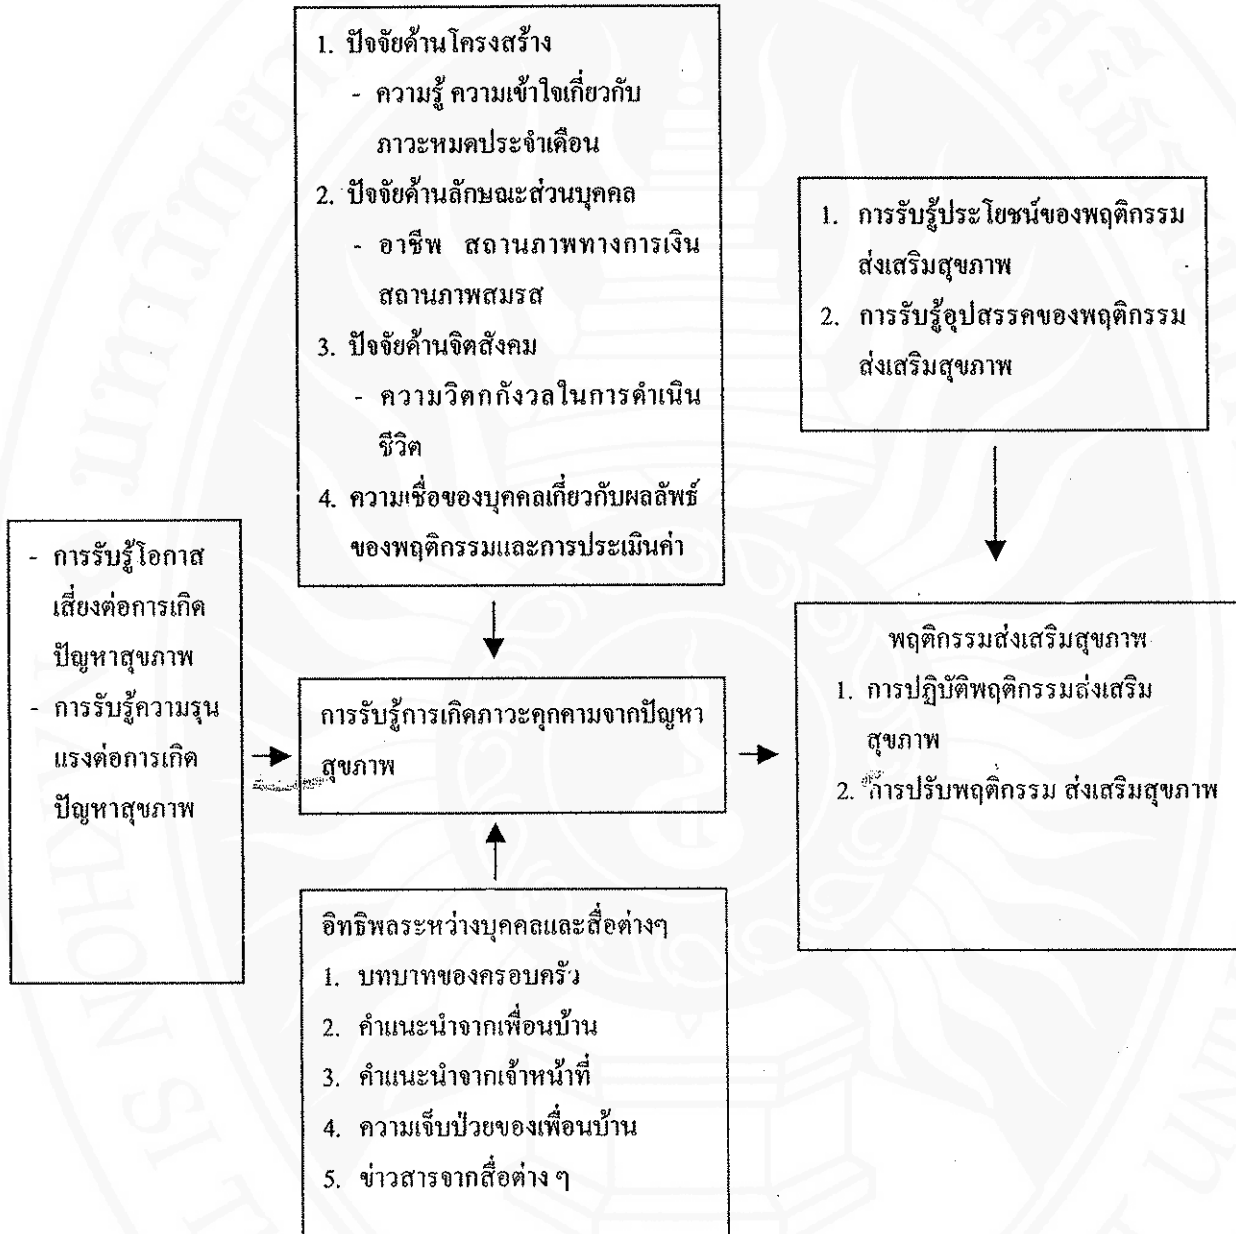 1. ปัจจัยด้านโครงสร้าง
- ความรู้ ความเข้าใจเกี่ยวกับ
ภาวะหมดประจำเดือน
2. ปัจจัยด้านลักษณะส่วนบุคคล
- อาชีพ สถานภาพทางการเงิน
สถานภาพสมรส
3. ปัจจัยด้านจิตสังคม
- ความวิตกกังวลในการดำเนิน
ชีวิต
4. ความเชื่อของบุคคลเกี่ยวกับผลลัพธ์
ของพฤติกรรมและการประเมินค่า
1. การรับรู้ประโยชน์ของพฤติกรรม
ส่งเสริมสุขภาพ
2. การรับรู้อุปสรรคของพฤติกรรม
ส่งเสริมสุขภาพ
- การรับรู้โอกาส
เสี่ยงต่อการเกิด
ปัญหาสุขภาพ
- การรับรู้ความรุน
แรงต่อการเกิด
ปัญหาสุขภาพ
การรับรู้การเกิดภาวะคุกคามจากปัญหา
สุขภาพ
พฤติกรรมส่งเสริมสุขภาพ
1. การปฏิบัติพฤติกรรมส่งเสริม
สุขภาพ
2. การปรับพฤติกรรม ส่งเสริมสุขภาพ
อิทธิพลระหว่างบุคคลและสื่อต่างๆ
1. บทบาทของครอบครัว
2. คำแนะนำจากเพื่อนบ้าน
3. คำแนะนำจากเจ้าหน้าที่
4. ความเจ็บป่วยของเพื่อนบ้าน
5. ข่าวสารจากสื่อต่าง ๆ